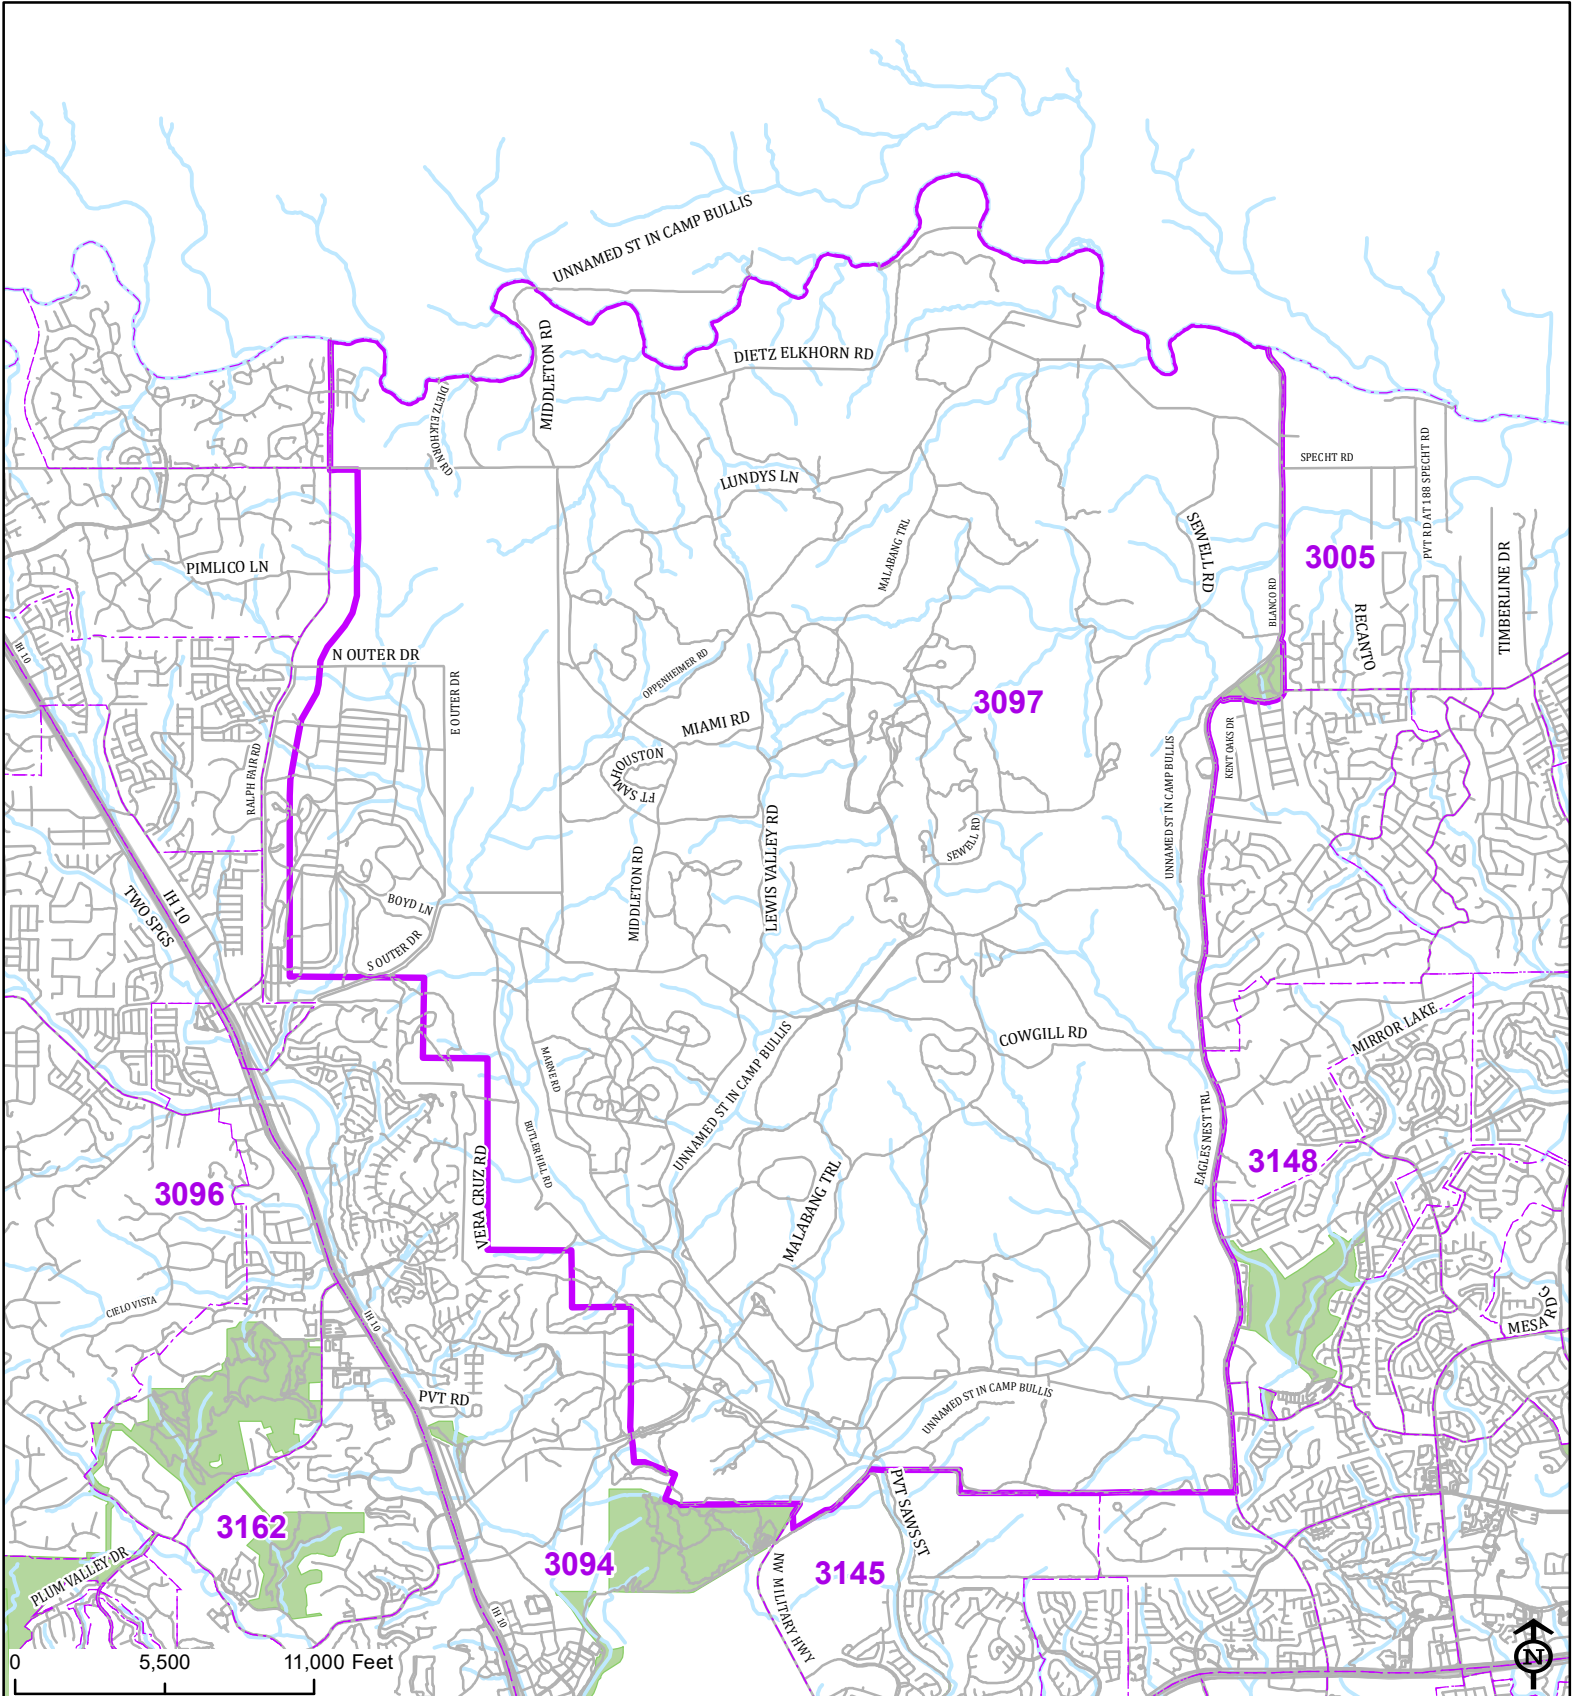 UNNAMED ST IN CAMP BULLIS
MIDDLETON RD
DIETZ ELKHORN RD
DIETZ ELKHORN RD
SPECHT RD
PVT RD AT 188 SPECHT RD
LUNDYS LN
MALABANG TRL
SEWELL RD
3005
TIMBERLINE DR
PIMLICO LN
BLANCO RD
RECANTO
IH 10
N OUTER DR
E OUTER DR
OPPENHEIMER RD
3097
MIAMI RD
KENT OAKS DR
RALPH FAIR RD
FT SAM HOUSTON
UNNAMED ST IN CAMP BULLIS
SEWELL RD
LEWIS VALLEY RD
MIDDLETON RD
IH 10
TWO SPGS
BOYD LN
S OUTER DR
COWGILL RD
MIRROR LAKE
MARNE RD
UNNAMED ST IN CAMP BULLIS
BUTLER HILL RD
EAGLES NEST TRL
3148
VERA CRUZ RD
3096
MALABANG TRL
CIELO VISTA
IH 10
MESA RDG
PVT RD
UNNAMED ST IN CAMP BULLIS
PVT SAWS ST
3162
3094
3145
NW MILITARY HWY
PLUM VALLEY DR
IH 10
0 5,500 11,000 Feet
N